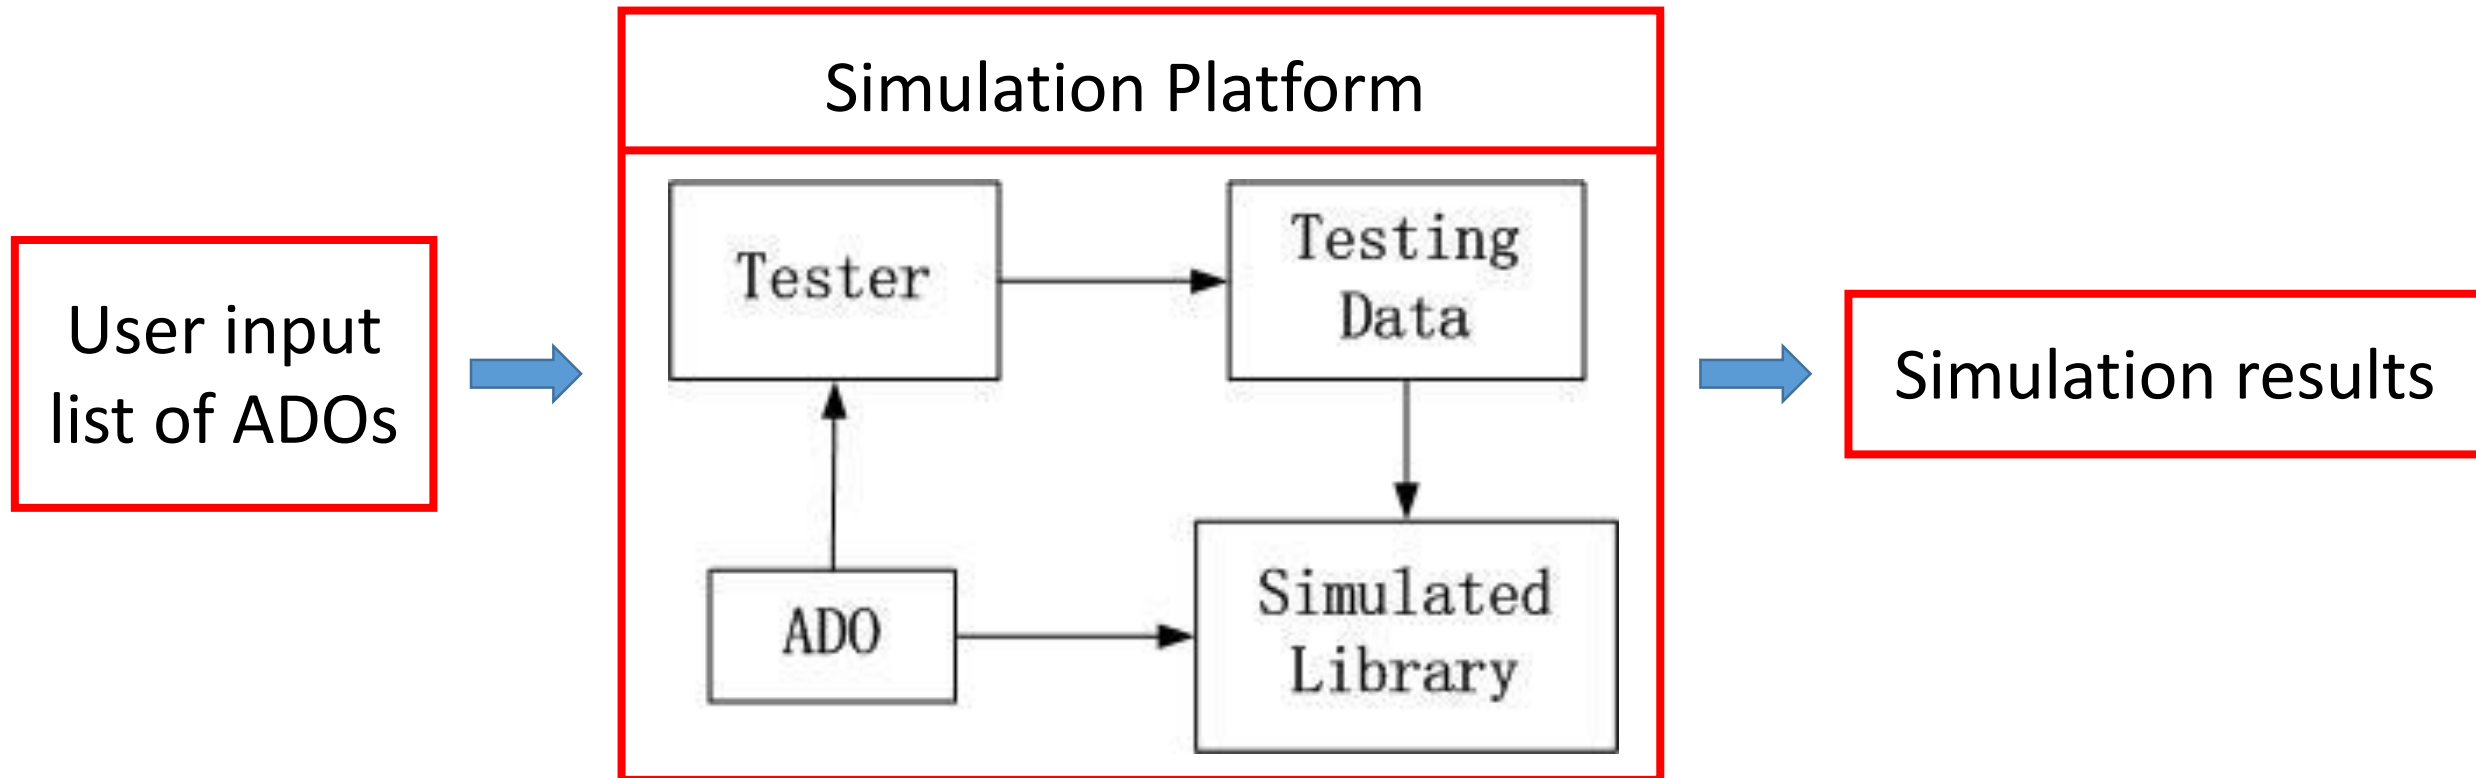 Simulation Platform
User input
list of ADOs
Tester
Testing
Data
ADO
Simulated
Library
Simulation results